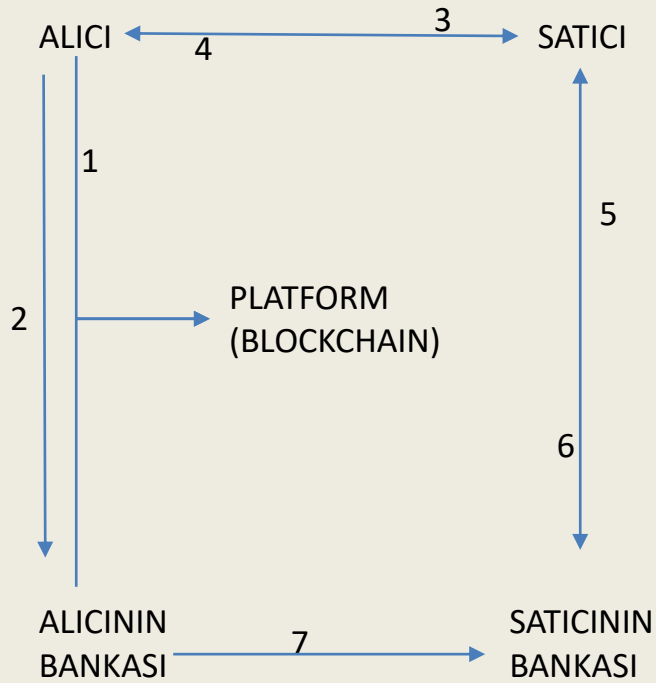 ALICI
3
SATICI
4
1
5
2
PLATFORM
(BLOCKCHAIN)
6
ALICININ
BANKASI
7
SATICININ
BANKASI